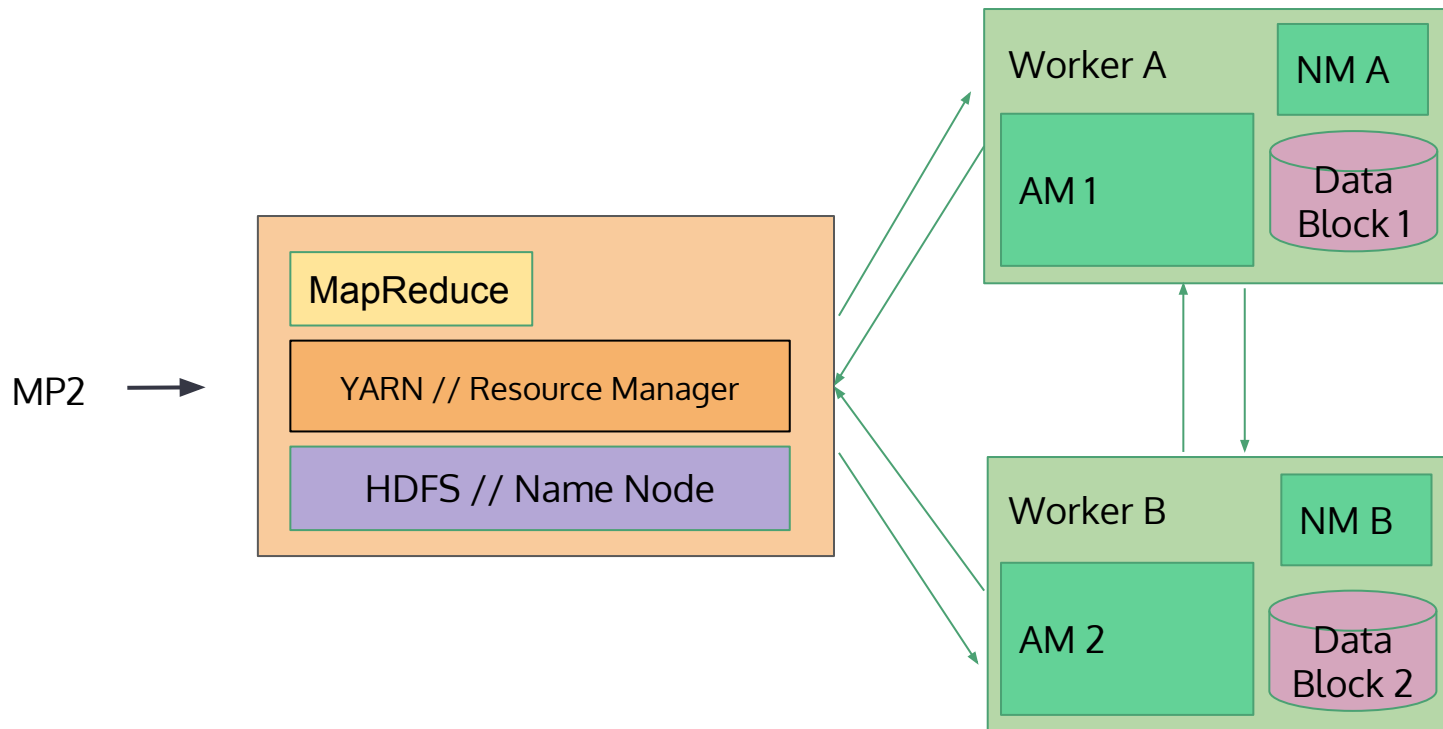 MP2
MapReduce
YARN // Resource Manager
HDFS // Name Node
Worker A
NM A
AM 1
Data
Block 1
Worker B
NM B
AM 2
Data
Block 2